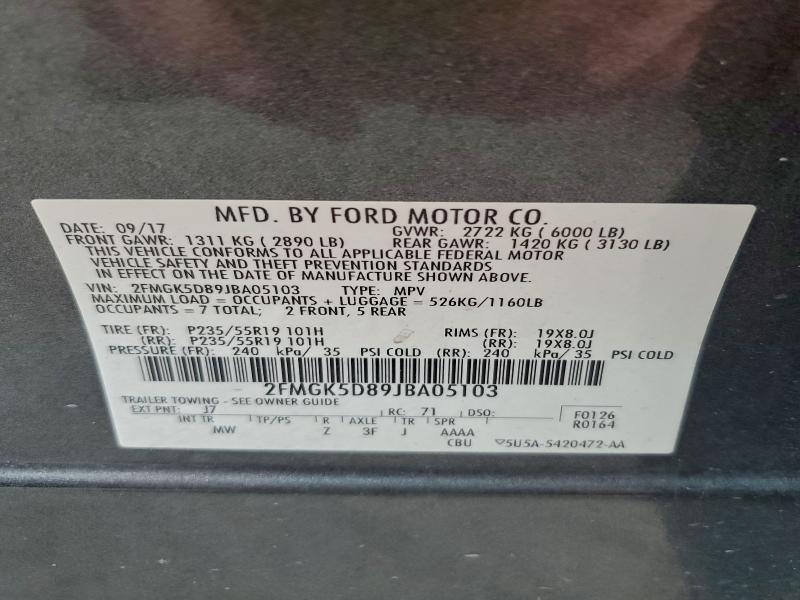 MFD. BY FORD MOTOR CO.
DATE: 09/17 GVWR: 2722 KG ( 6000 LB)
FRONT GAWR: 1311 KG ( 2890 LB) REAR GAWR: 1420 KG ( 3130 LB)
THIS VEHICLE CONFORMS TO ALL APPLICABLE FEDERAL MOTOR
VEHICLE SAFETY AND THEFT PREVENTION STANDARDS
IN EFFECT ON THE DATE OF MANUFACTURE SHOWN ABOVE.
VIN: 2FMGK5D89JBA05103 TYPE: MPV
MAXIMUM LOAD = OCCUPANTS + LUGGAGE = 526KG/1160LB
OCCUPANTS = 7 TOTAL; 2 FRONT, 5 REAR
TIRE (FR): P235/55R19 101H RIMS (FR): 19X8.0J
(RR): P235/55R19 101H (RR): 19X8.0J
PRESSURE (FR): 240 kPa/ 35 PSI COLD (RR): 240 kPa/ 35 PSI COLD
2FMGK5D89JBA05103
TRAILER TOWING - SEE OWNER GUIDE
EXT PNT: J7 RC: 71 DSO: F0126
INT TR TP/PS R AXLE TR SPR R0164
MW Z 3F J AAAA
CBU 5U5A-5420472-AA